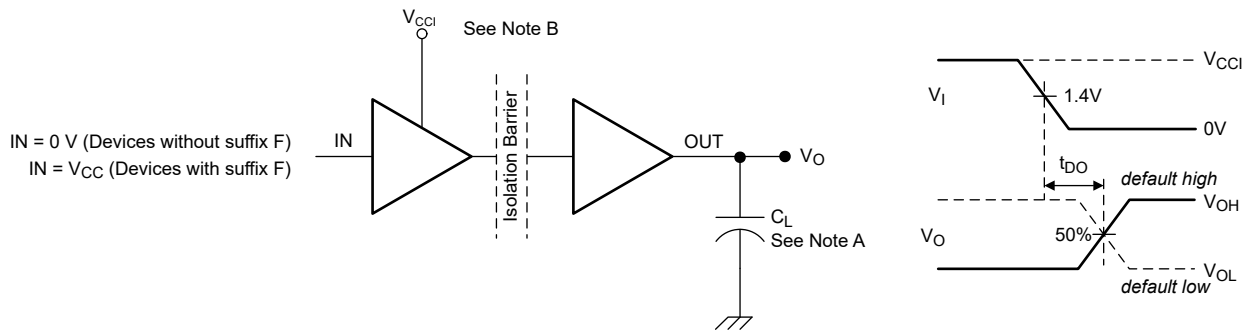 V_CCI
See Note B
IN = 0 V (Devices without suffix F)
IN = V_CC (Devices with suffix F)
IN
Isolation Barrier
OUT
V_O
C_L
See Note A
V_I
V_CCI
1.4V
0V
t_DO
default high
V_OH
V_O
50%
V_OL
default low